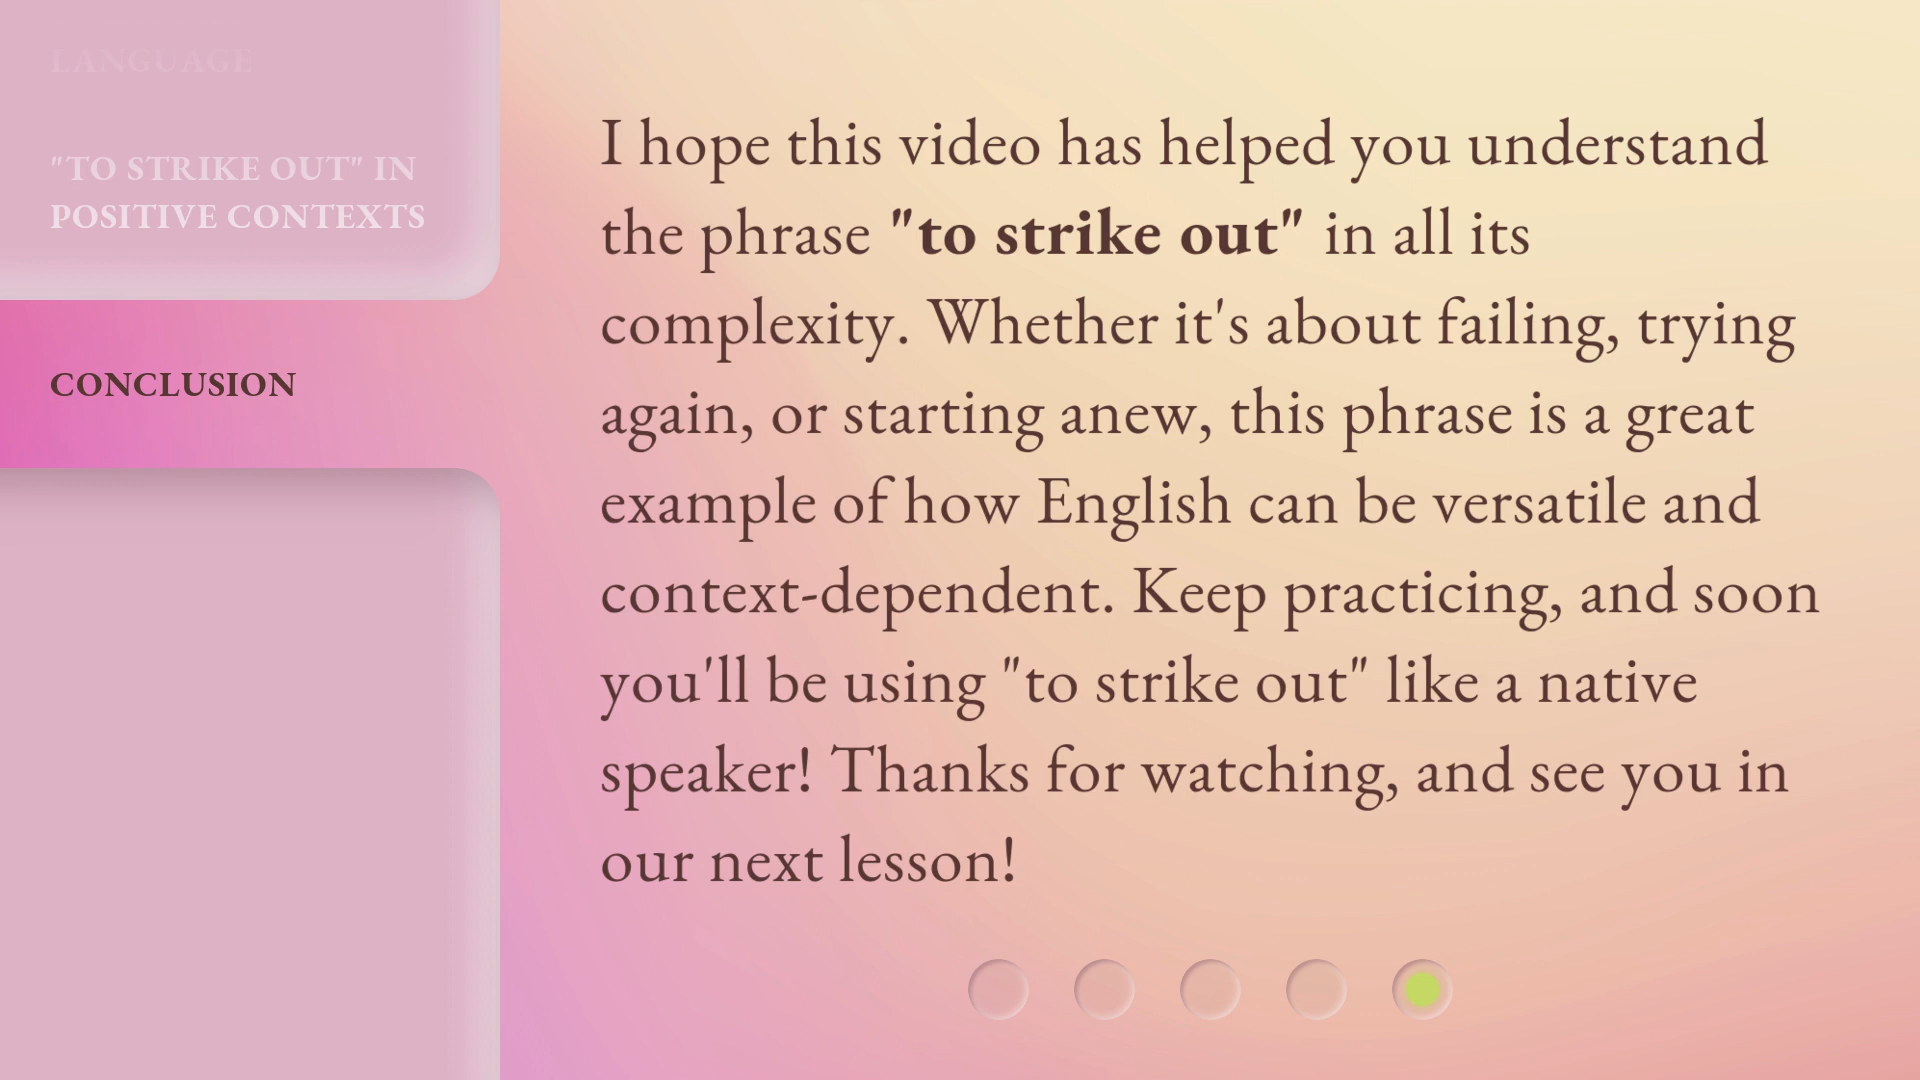 LANGUAGE
"TO STRIKE OUT" IN
POSITIVE CONTEXTS
CONCLUSION
I hope this video has helped you understand
the phrase "to strike out" in all its
complexity. Whether it's about failing, trying
again, or starting anew, this phrase is a great
example of how English can be versatile and
context-dependent. Keep practicing, and soon
you'll be using "to strike out" like a native
speaker! Thanks for watching, and see you in
our next lesson!